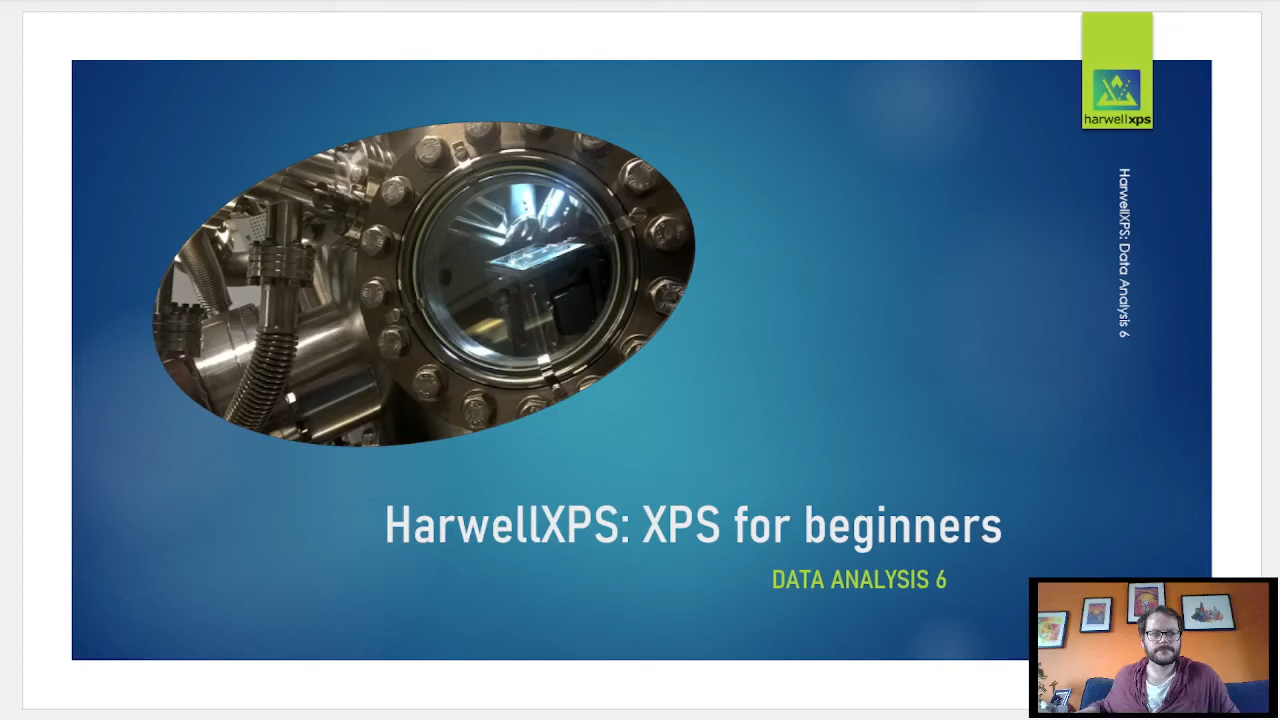 harwellxps
HarwellXPS: Data Analysis 6
HarwellXPS: XPS for beginners
DATA ANALYSIS 6